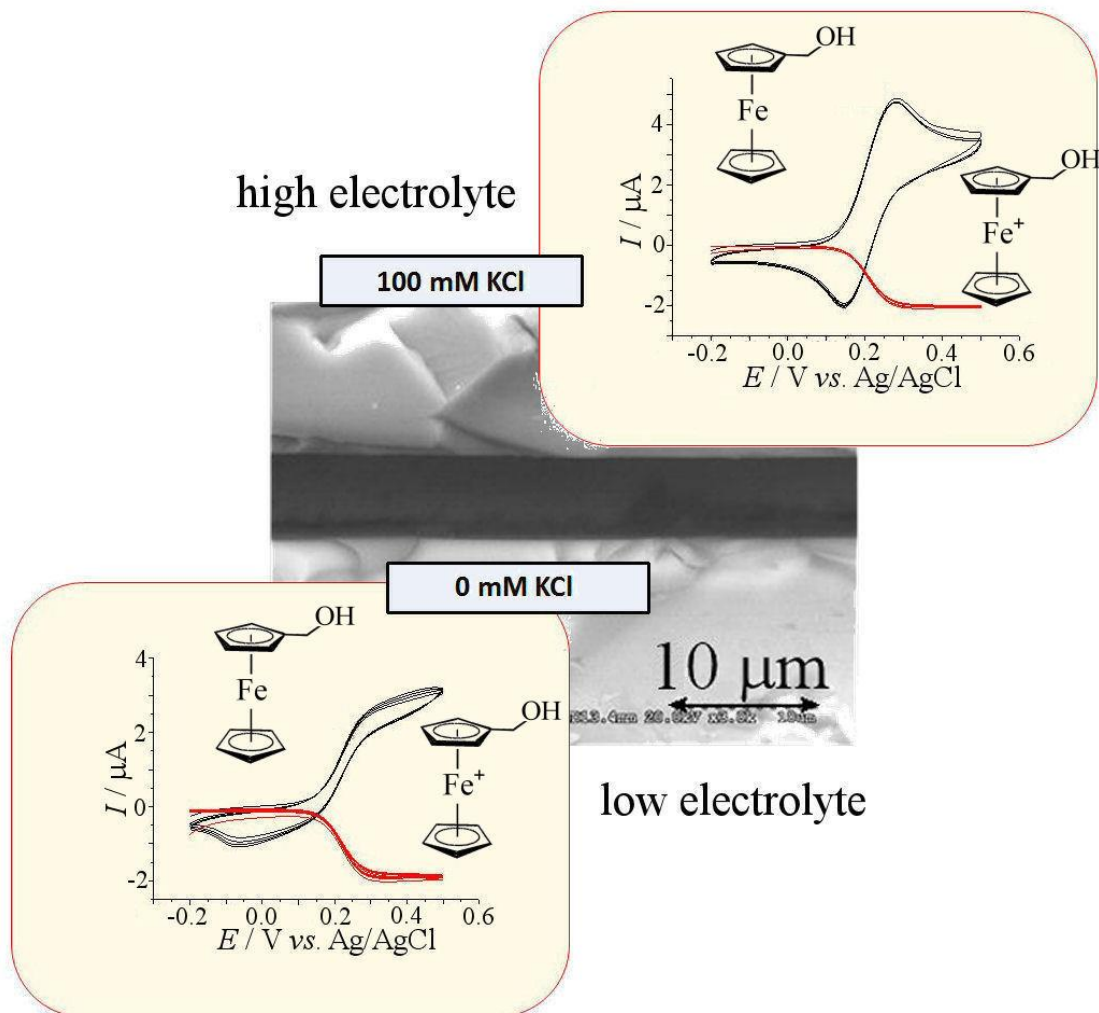 OH
Fe
high electrolyte
4
2
0
-2
I / μA
OH
Fe⁺
100 mM KCl
-0.2 0.0 0.2 0.4 0.6
E / V vs. Ag/AgCl
0 mM KCl
OH
Fe
10 μm
4
2
0
-2
I / μA
OH
Fe⁺
low electrolyte
-0.2 0.0 0.2 0.4 0.6
E / V vs. Ag/AgCl